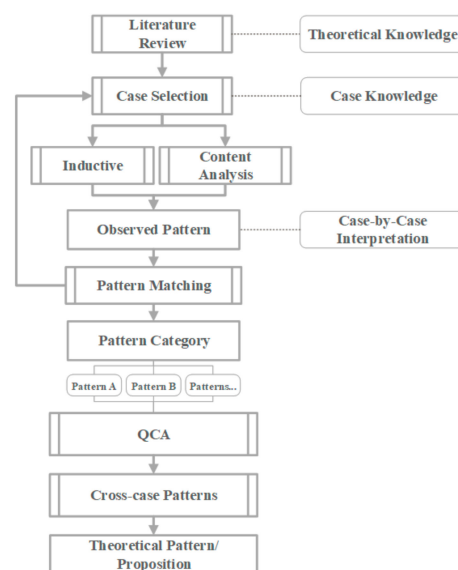 Literature
Review
Theoretical Knowledge
Case Selection
Case Knowledge
Inductive
Content
Analysis
Observed Pattern
Case-by-Case
Interpretation
Pattern Matching
Pattern Category
Pattern A
Pattern B
Patterns...
QCA
Cross-case Patterns
Theoretical Pattern/
Proposition